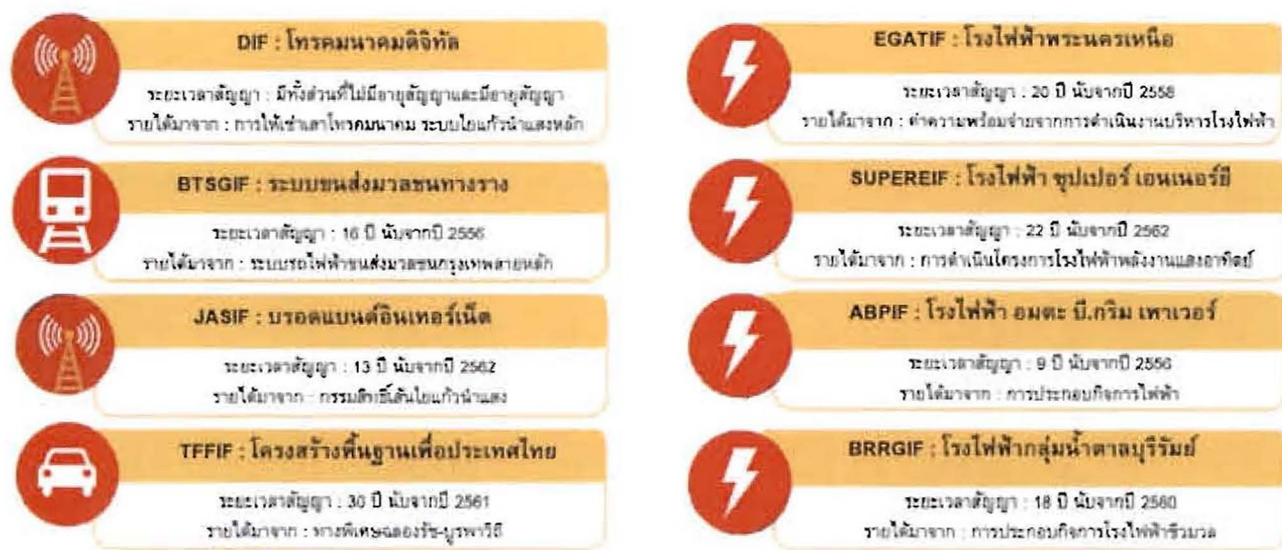 DIF : โทรคมนาคมดิจิทัล
ระยะเวลาสัญญา : มีทั้งส่วนที่ไม่มีอายุสัญญาและมีอายุสัญญา
รายได้มาจาก : การให้เช่าเสาโทรคมนาคม ระบบใยแก้วนำแสงหลัก
BTSGIF : ระบบขนส่งมวลชนทางราง
ระยะเวลาสัญญา : 16 ปี นับจากปี 2556
รายได้มาจาก : ระบบรถไฟฟ้าขนส่งมวลชนกรุงเทพสายหลัก
JASIF : บรอดแบนด์อินเทอร์เน็ต
ระยะเวลาสัญญา : 13 ปี นับจากปี 2562
รายได้มาจาก : กรรมสิทธิ์เส้นใยแก้วนำแสง
TFFIF : โครงสร้างพื้นฐานเพื่อประเทศไทย
ระยะเวลาสัญญา : 30 ปี นับจากปี 2561
รายได้มาจาก : ทางพิเศษฉลองรัช-บูรพาวิถี
EGATIF : โรงไฟฟ้าพระนครเหนือ
ระยะเวลาสัญญา : 20 ปี นับจากปี 2558
รายได้มาจาก : ค่าความพร้อมจ่ายจากการดำเนินงานบริหารโรงไฟฟ้า
SUPEREIF : โรงไฟฟ้า ซุปเปอร์ เอนเนอร์ยี
ระยะเวลาสัญญา : 22 ปี นับจากปี 2562
รายได้มาจาก : การดำเนินโครงการโรงไฟฟ้าพลังงานแสงอาทิตย์
ABPIF : โรงไฟฟ้า อมตะ บี.กริม เพาเวอร์
ระยะเวลาสัญญา : 9 ปี นับจากปี 2556
รายได้มาจาก : การประกอบกิจการไฟฟ้า
BRRGIF : โรงไฟฟ้ากลุ่มน้ำตาลบุรีรัมย์
ระยะเวลาสัญญา : 18 ปี นับจากปี 2560
รายได้มาจาก : การประกอบกิจการโรงไฟฟ้าชีวมวล